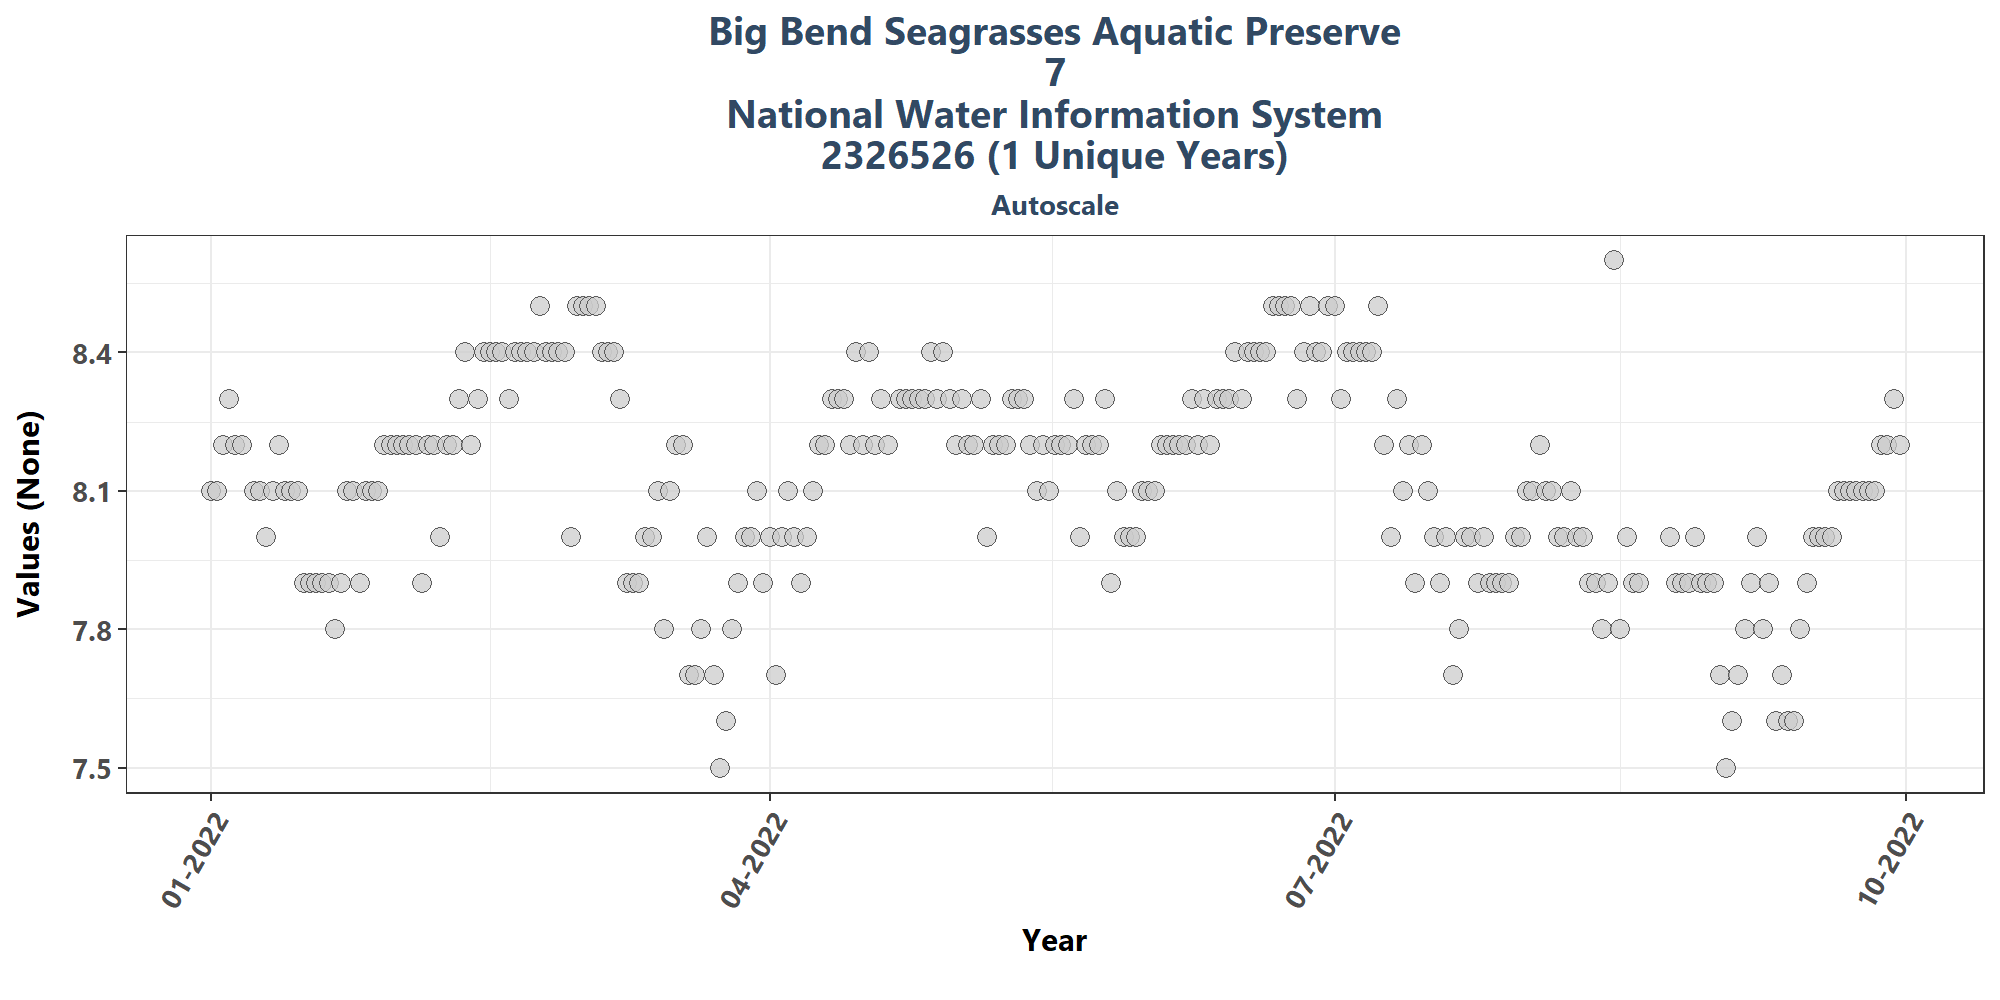 Big Bend Seagrasses Aquatic Preserve
7
National Water Information System
2326526 (1 Unique Years)
Autoscale
Values (None)
8.4
8.1
7.8
7.5
01-2022
04-2022
07-2022
10-2022
Year